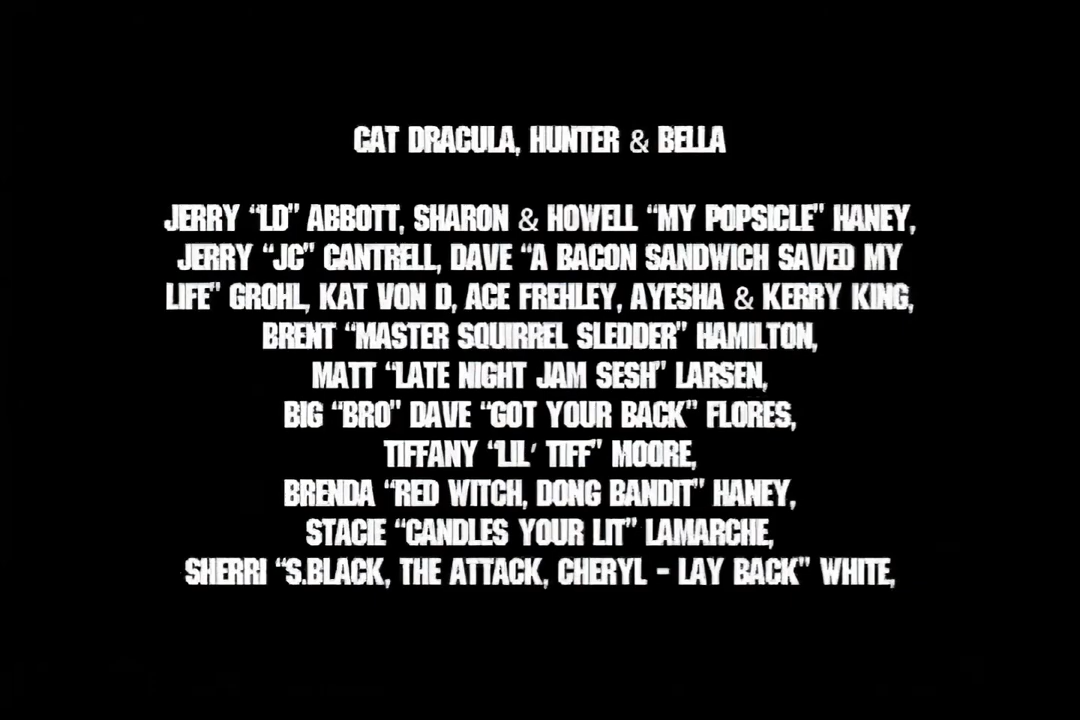 CAT DRACULA, HUNTER & BELLA
JERRY “LD” ABBOTT, SHARON & HOWELL “MY POPSICLE” HANEY,
JERRY “JC” CANTRELL, DAVE “A BACON SANDWICH SAVED MY
LIFE” GROHL, KAT VON D, ACE FREHLEY, AYESHA & KERRY KING,
BRENT “MASTER SQUIRREL SLEDDER” HAMILTON,
MATT “LATE NIGHT JAM SESH” LARSEN,
BIG “BRO” DAVE “GOT YOUR BACK” FLORES,
TIFFANY “LIL’ TIFF” MOORE,
BRENDA “RED WITCH, DONG BANDIT” HANEY,
STACIE “CANDLES YOUR LIT” LAMARCHE,
SHERRI “S.BLACK, THE ATTACK, CHERYL - LAY BACK” WHITE,